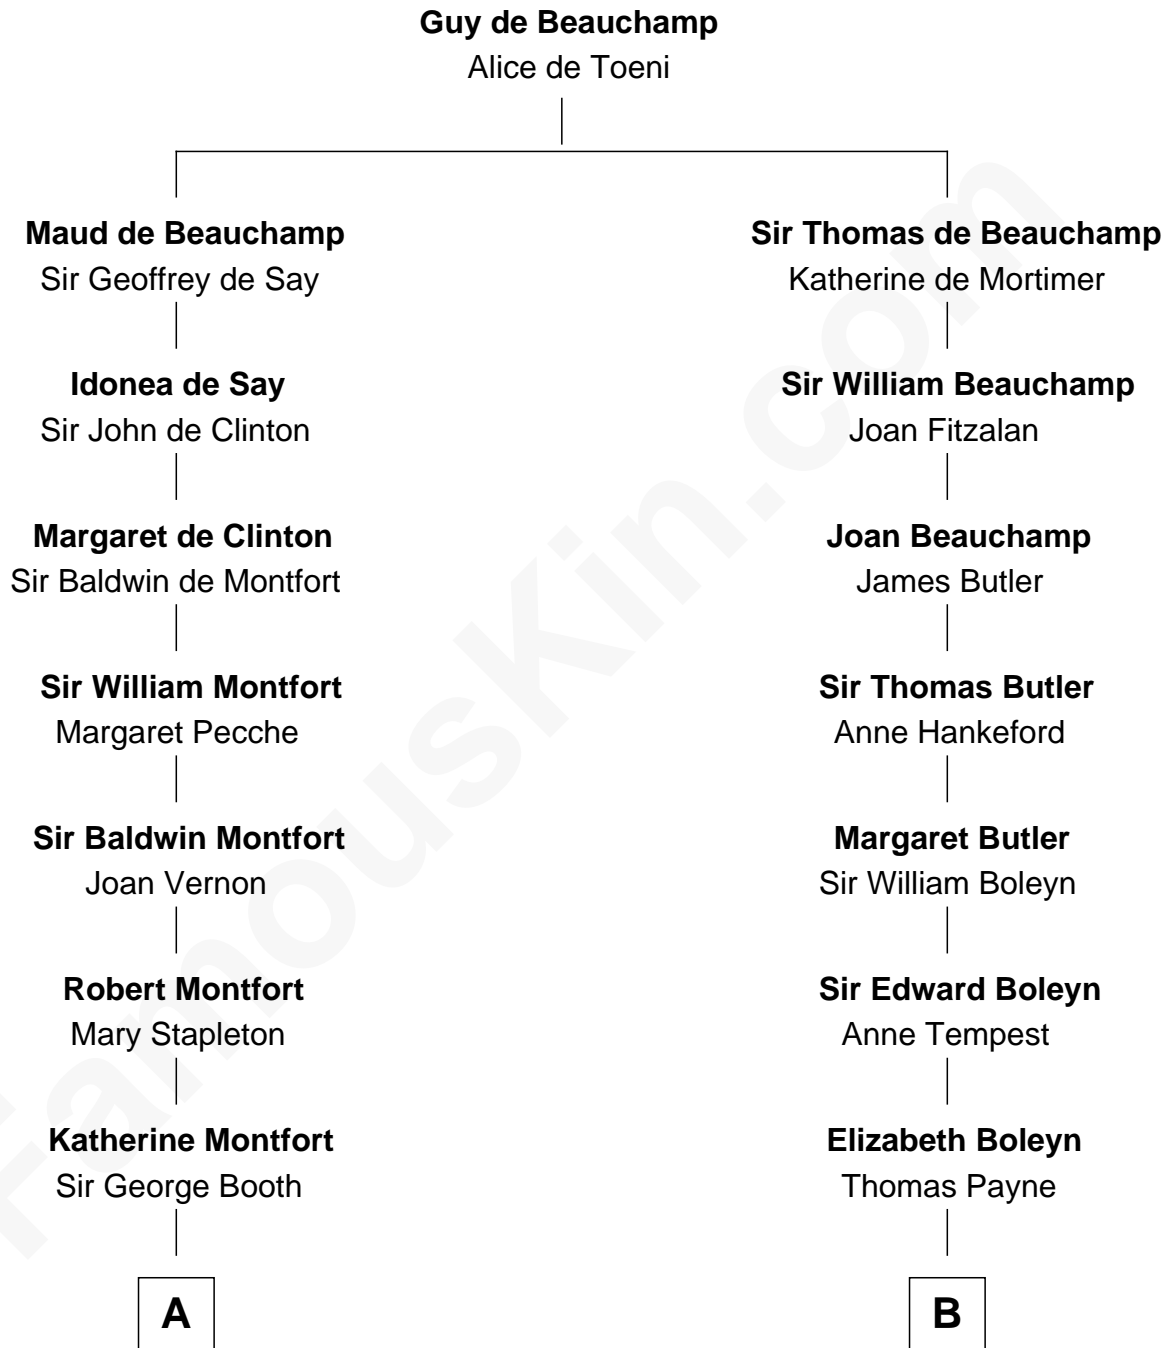 Guy de Beauchamp
Alice de Toeni
Maud de Beauchamp
Sir Geoffrey de Say
Sir Thomas de Beauchamp
Katherine de Mortimer
Idonea de Say
Sir John de Clinton
Sir William Beauchamp
Joan Fitzalan
Margaret de Clinton
Sir Baldwin de Montfort
Joan Beauchamp
James Butler
Sir William Montfort
Margaret Pecche
Sir Thomas Butler
Anne Hankeford
Sir Baldwin Montfort
Joan Vernon
Margaret Butler
Sir William Boleyn
Robert Montfort
Mary Stapleton
Sir Edward Boleyn
Anne Tempest
Katherine Montfort
Sir George Booth
Elizabeth Boleyn
Thomas Payne
A
B
FamousKin.com